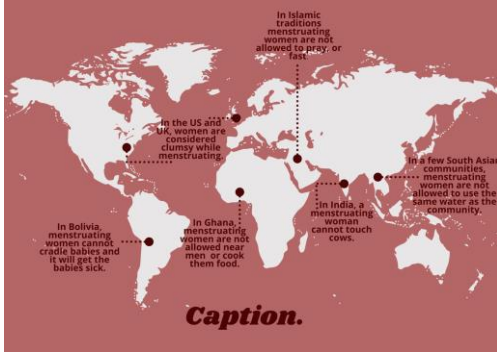 In Islamic
traditions
menstruating
women are not
allowed to pray. or
fast.
In the US and
UK, women are
considered
clumsy while
menstruating.
In a few South Asian
communities,
menstruating
women are not
allowed to use the
same water as the
community.
In India, a
menstruating
woman
cannot touch
cows.
In Ghana,
menstruating
women are not
allowed near
men or cook
them food.
In Bolivia,
menstruating
women cannot
cradle babies and
it will get the
babies sick.
Caption.